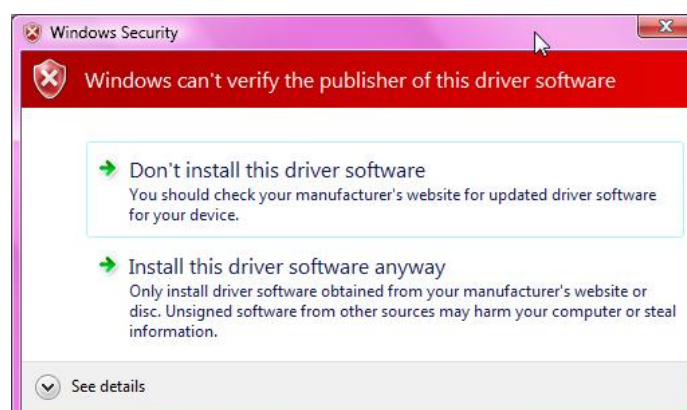 Windows Security
Windows can't verify the publisher of this driver software
Don't install this driver software
You should check your manufacturer's website for updated driver software
for your device.
Install this driver software anyway
Only install driver software obtained from your manufacturer's website or
disc. Unsigned software from other sources may harm your computer or steal
information.
See details